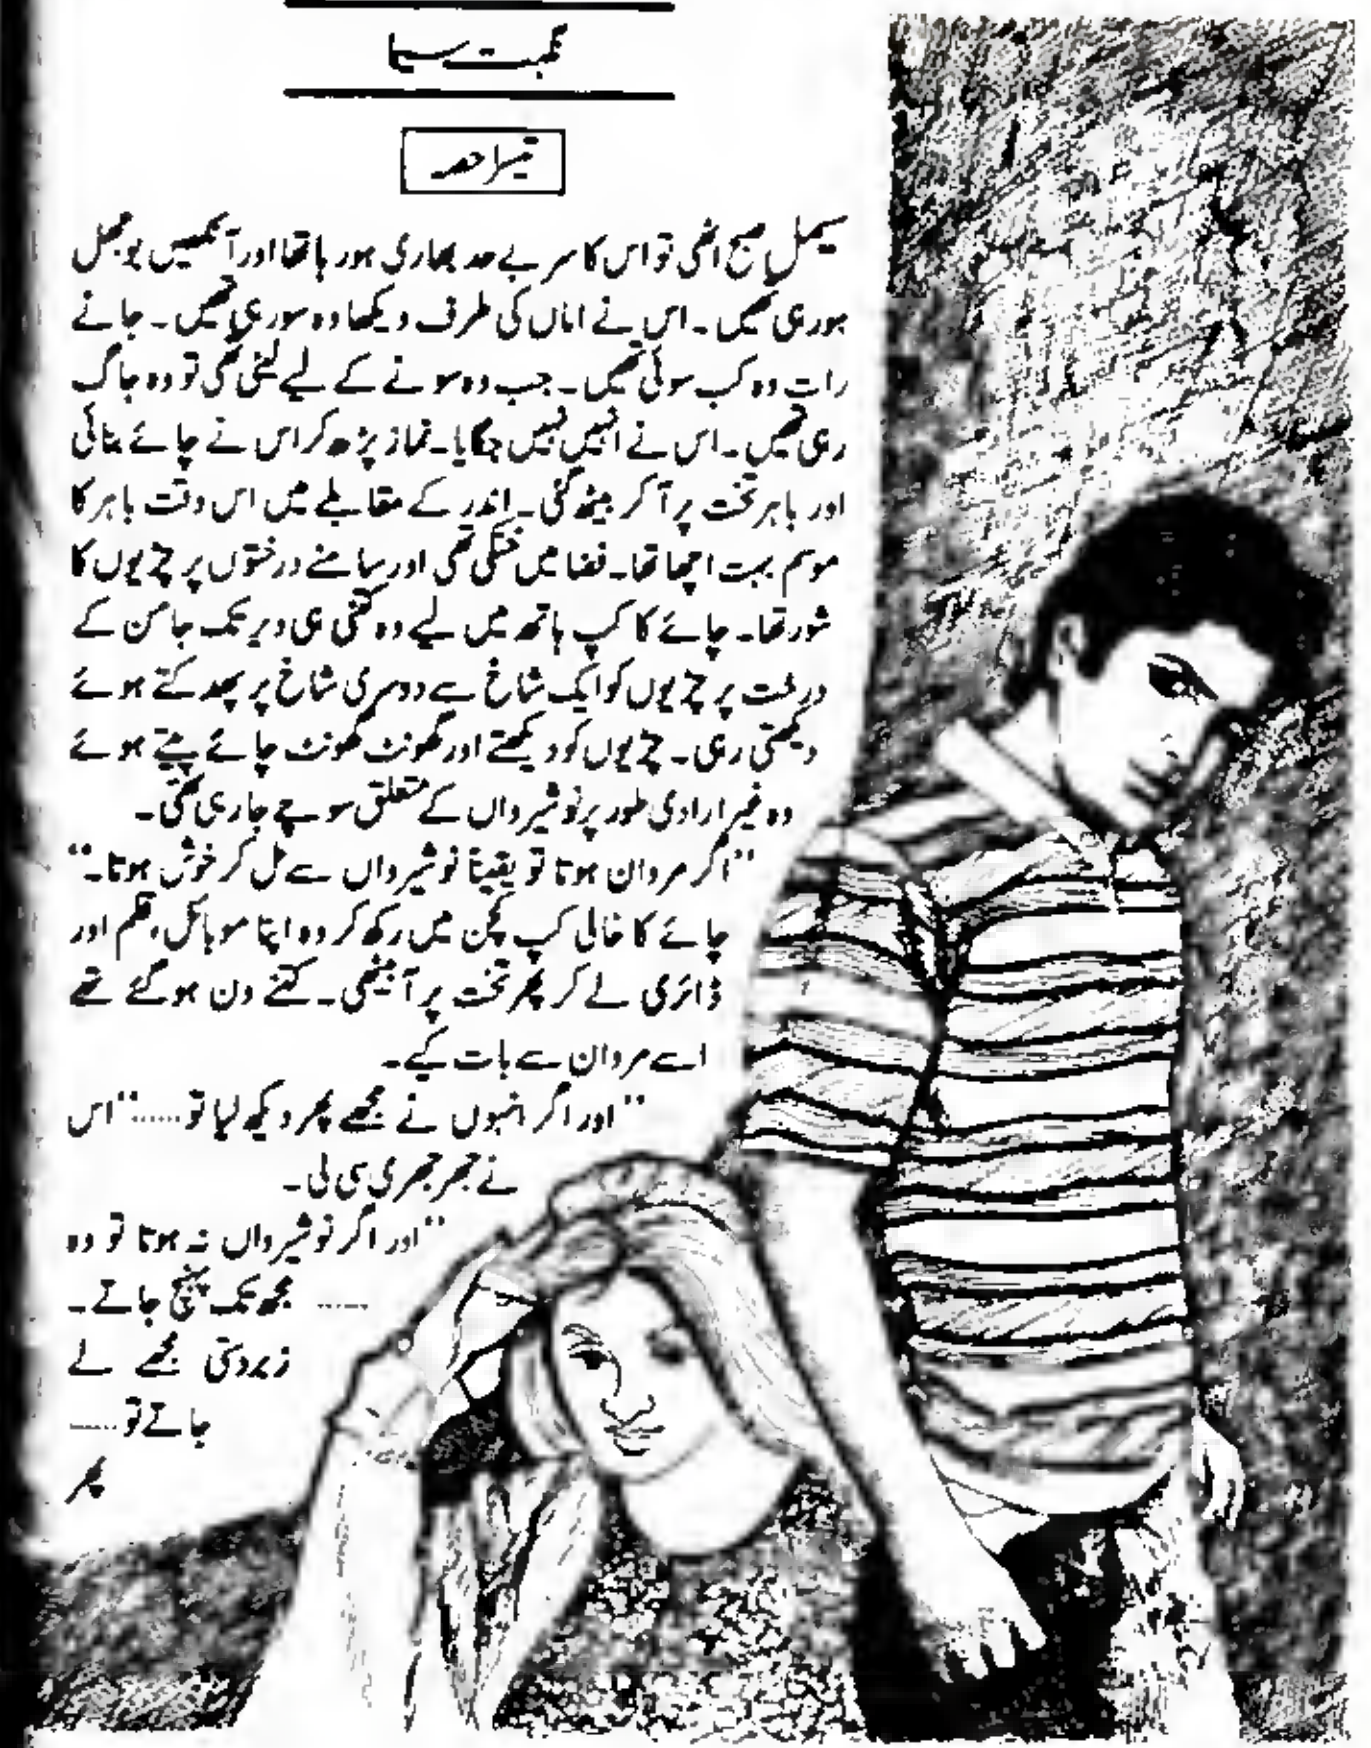 نگہت سیما
تیسرا حصہ
سیمل صبح اٹھی تو اس کا سر بے حد بھاری ہو رہا تھا اور آنکھیں بوجھل
ہو رہی تھیں۔ اس نے اماں کی طرف دیکھا وہ سو رہی تھیں۔ جانے
رات وہ کب سوئی تھیں۔ جب وہ سونے کے لیے لیٹی تھی تو وہ جاگ
رہی تھیں۔ اس نے انہیں نہیں جگایا۔ نماز پڑھ کر اس نے چائے بنائی
اور باہر تخت پر آ کر بیٹھ گئی۔ اندر کے مقابلے میں اس وقت باہر کا
موسم بہت اچھا تھا۔ فضا میں خنکی تھی اور سامنے درختوں پر چڑیوں کا
شور تھا۔ چائے کا کپ ہاتھ میں لیے وہ کتنی ہی دیر تک جامن کے
درخت پر چڑیوں کو ایک شاخ سے دوسری شاخ پر پھدکتے ہوئے
دیکھتی رہی۔ چڑیوں کو دیکھتے اور گھونٹ گھونٹ چائے پیتے ہوئے
وہ غیر ارادی طور پر نوشیرواں کے متعلق سوچے جا رہی تھی۔
”اگر مروان ہوتا تو یقیناً نوشیرواں سے مل کر خوش ہوتا۔“
چائے کا خالی کپ کچن میں رکھ کر وہ اپنا موبائل، قلم اور
ڈائری لے کر پھر تخت پر آ بیٹھی۔ کتنے دن ہو گئے تھے
اسے مروان سے بات کیے۔
”اور اگر انہوں نے مجھے پھر دیکھ لیا تو......“ اس
نے جھرجھری سی لی۔
”اور اگر نوشیرواں نہ ہوتا تو وہ
...... مجھ تک پہنچ جاتے۔
زبردستی مجھے لے
جاتے تو......
پھر